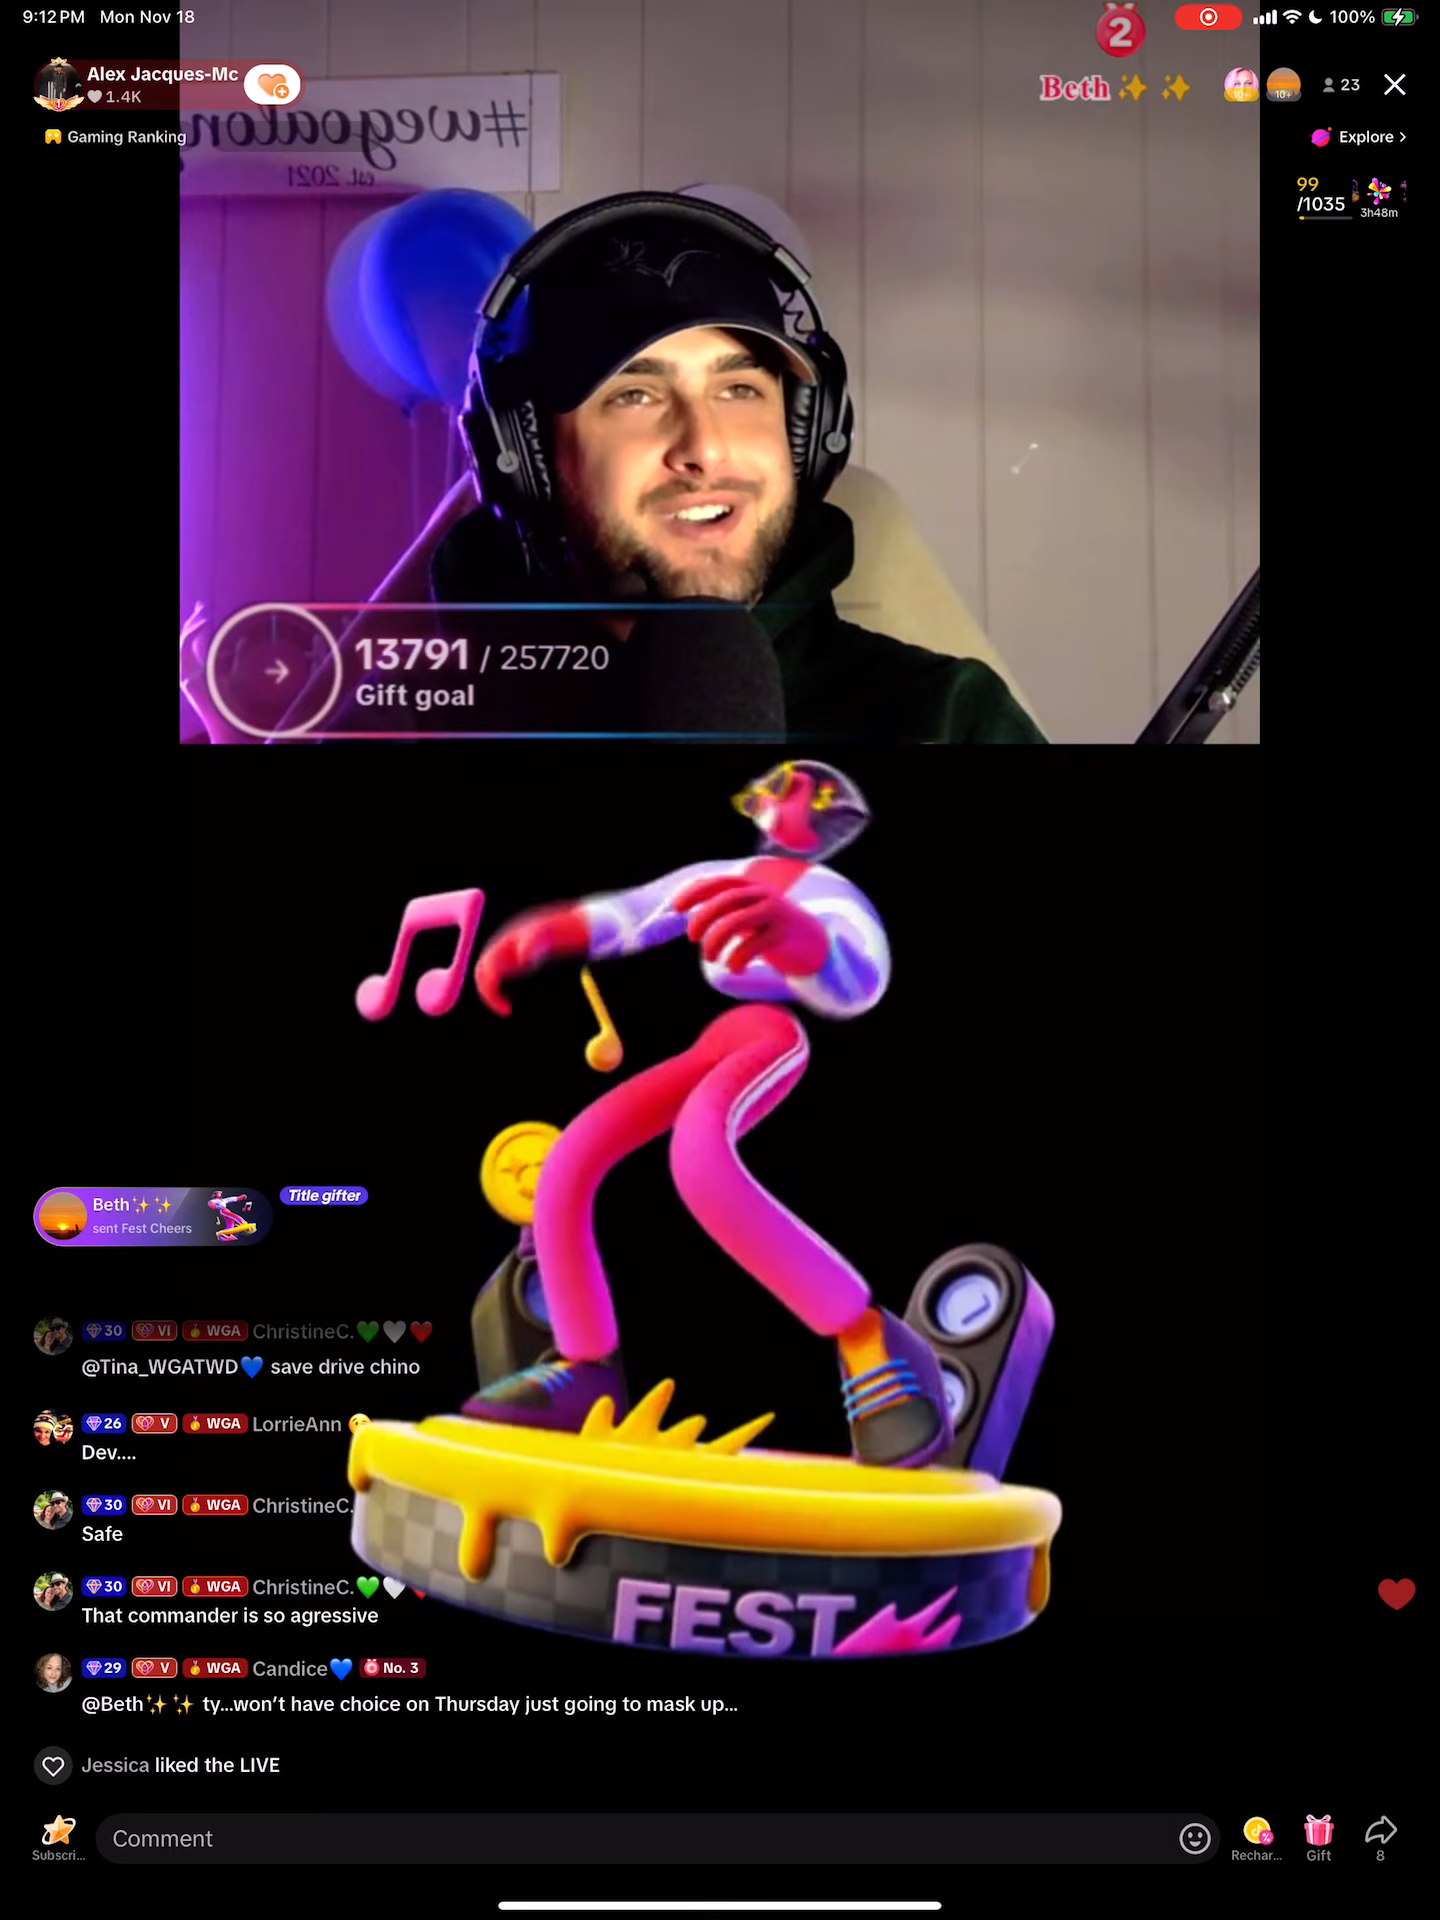 9:12 PM Mon Nov 18
100%
2
Alex Jacques-Mc
1.4K
Beth✨ ✨
10+
10+
23
Gaming Ranking
Explore >
#wegoalong
est. 2021
99
/1035
3h48m
13791 / 257720
Gift goal
Beth✨ ✨
sent Fest Cheers
Title gifter
30 VI WGA ChristineC.💚🤍❤️
@Tina_WGATWD💙 save drive chino
26 V WGA LorrieAnn
Dev....
30 VI WGA ChristineC.
Safe
30 VI WGA ChristineC.💚🤍
That commander is so agressive
29 V WGA Candice💙 No. 3
@Beth✨ ✨ ty...won't have choice on Thursday just going to mask up...
Jessica liked the LIVE
FEST
Subscri...
Comment
Rechar...
Gift
8